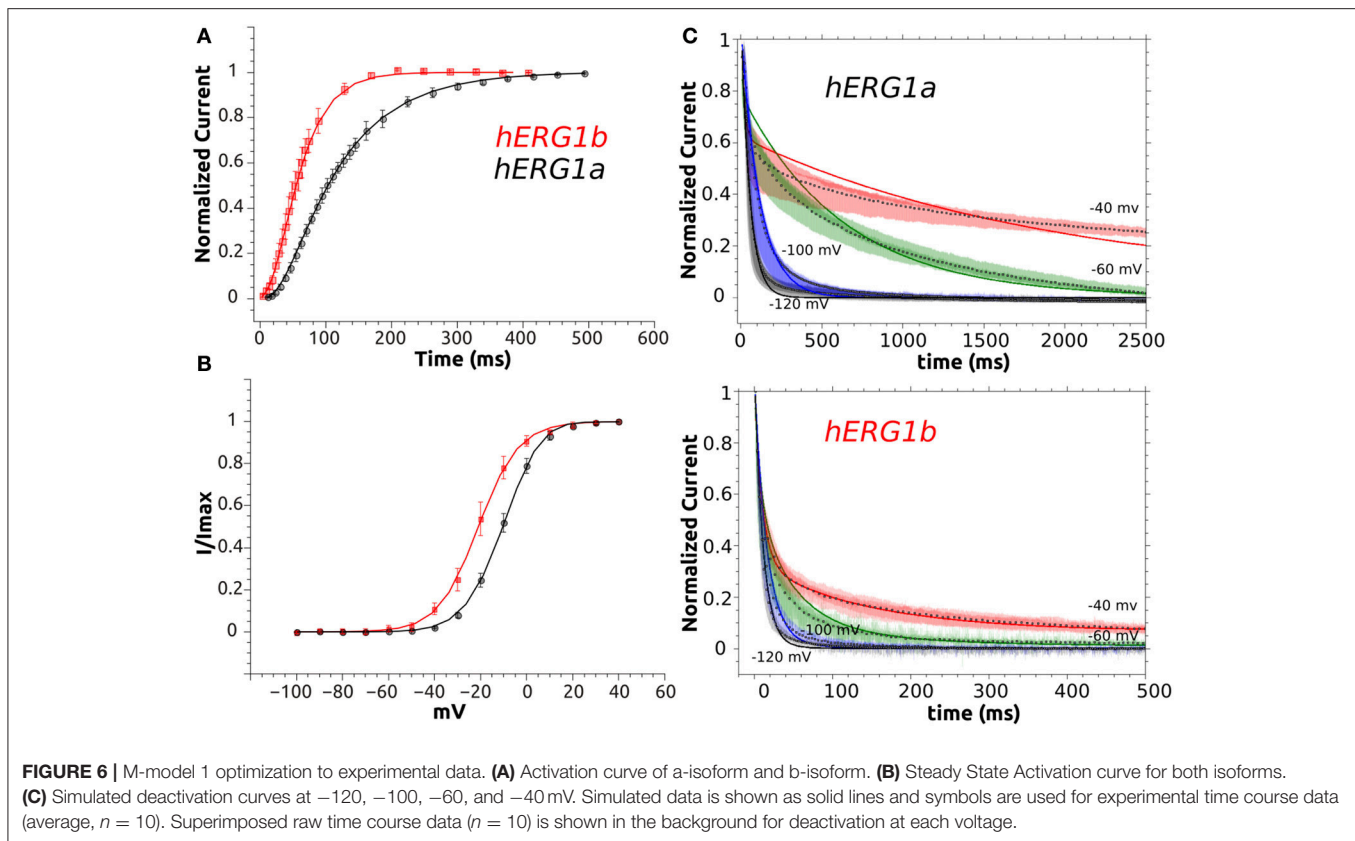 A
Normalized Current
1
0.8
0.6
0.4
0.2
0
hERG1b
hERG1a
0 100 200 300 400 500 600
Time (ms)
B
I/Imax
1
0.8
0.6
0.4
0.2
0
−100 −80 −60 −40 −20 0 20 40 60
mV
C
Normalized Current
1
0.8
0.6
0.4
0.2
0
hERG1a
-40 mv
-100 mV
-60 mV
-120 mV
0 500 1000 1500 2000 2500
time (ms)
Normalized Current
1
0.8
0.6
0.4
0.2
0
hERG1b
-40 mv
-100 mV
-60 mV
-120 mV
0 100 200 300 400 500
time (ms)
FIGURE 6 | M-model 1 optimization to experimental data. (A) Activation curve of a-isoform and b-isoform. (B) Steady State Activation curve for both isoforms.
(C) Simulated deactivation curves at −120, −100, −60, and −40 mV. Simulated data is shown as solid lines and symbols are used for experimental time course data
(average, n = 10). Superimposed raw time course data (n = 10) is shown in the background for deactivation at each voltage.